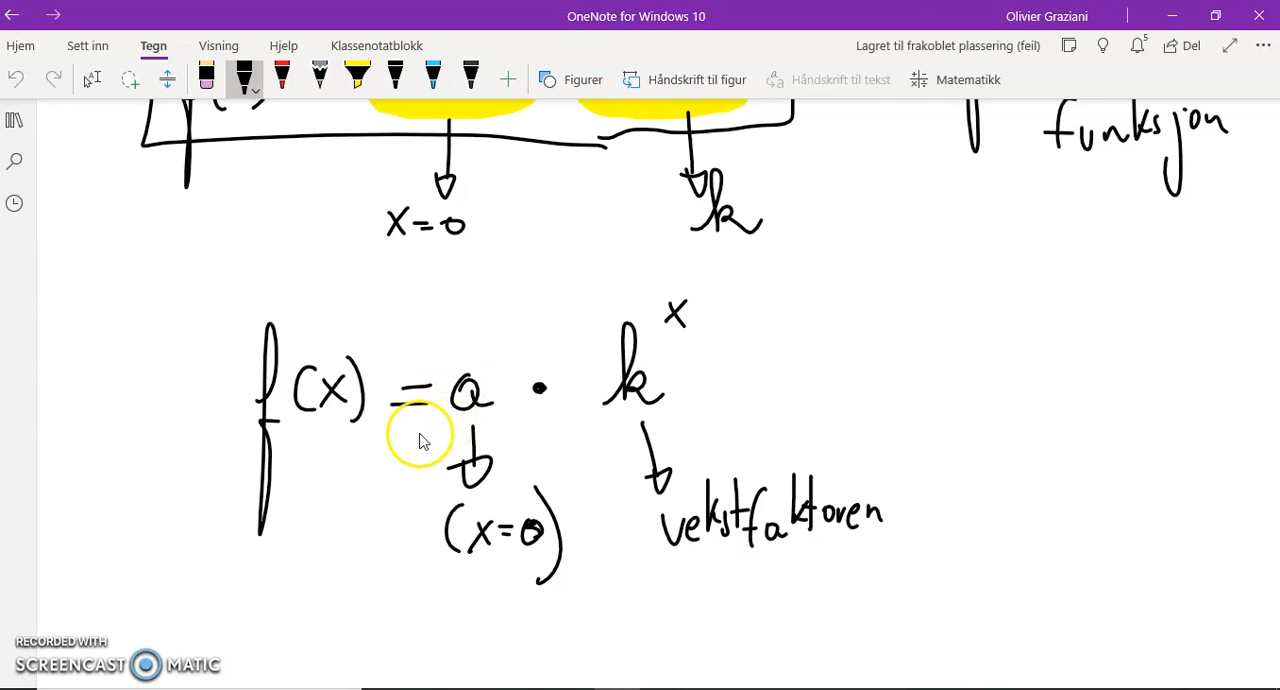 OneNote for Windows 10
Olivier Graziani
Hjem Sett inn Tegn Visning Hjelp Klassenotatblokk
Lagret til frakoblet plassering (feil) 5 Del
Figurer Håndskrift til figur Håndskrift til tekst Matematikk
funksjon
x=0 k
f(x) = a · k^x
(x=0) vekstfaktoren
RECORDED WITH
SCREENCAST MATIC